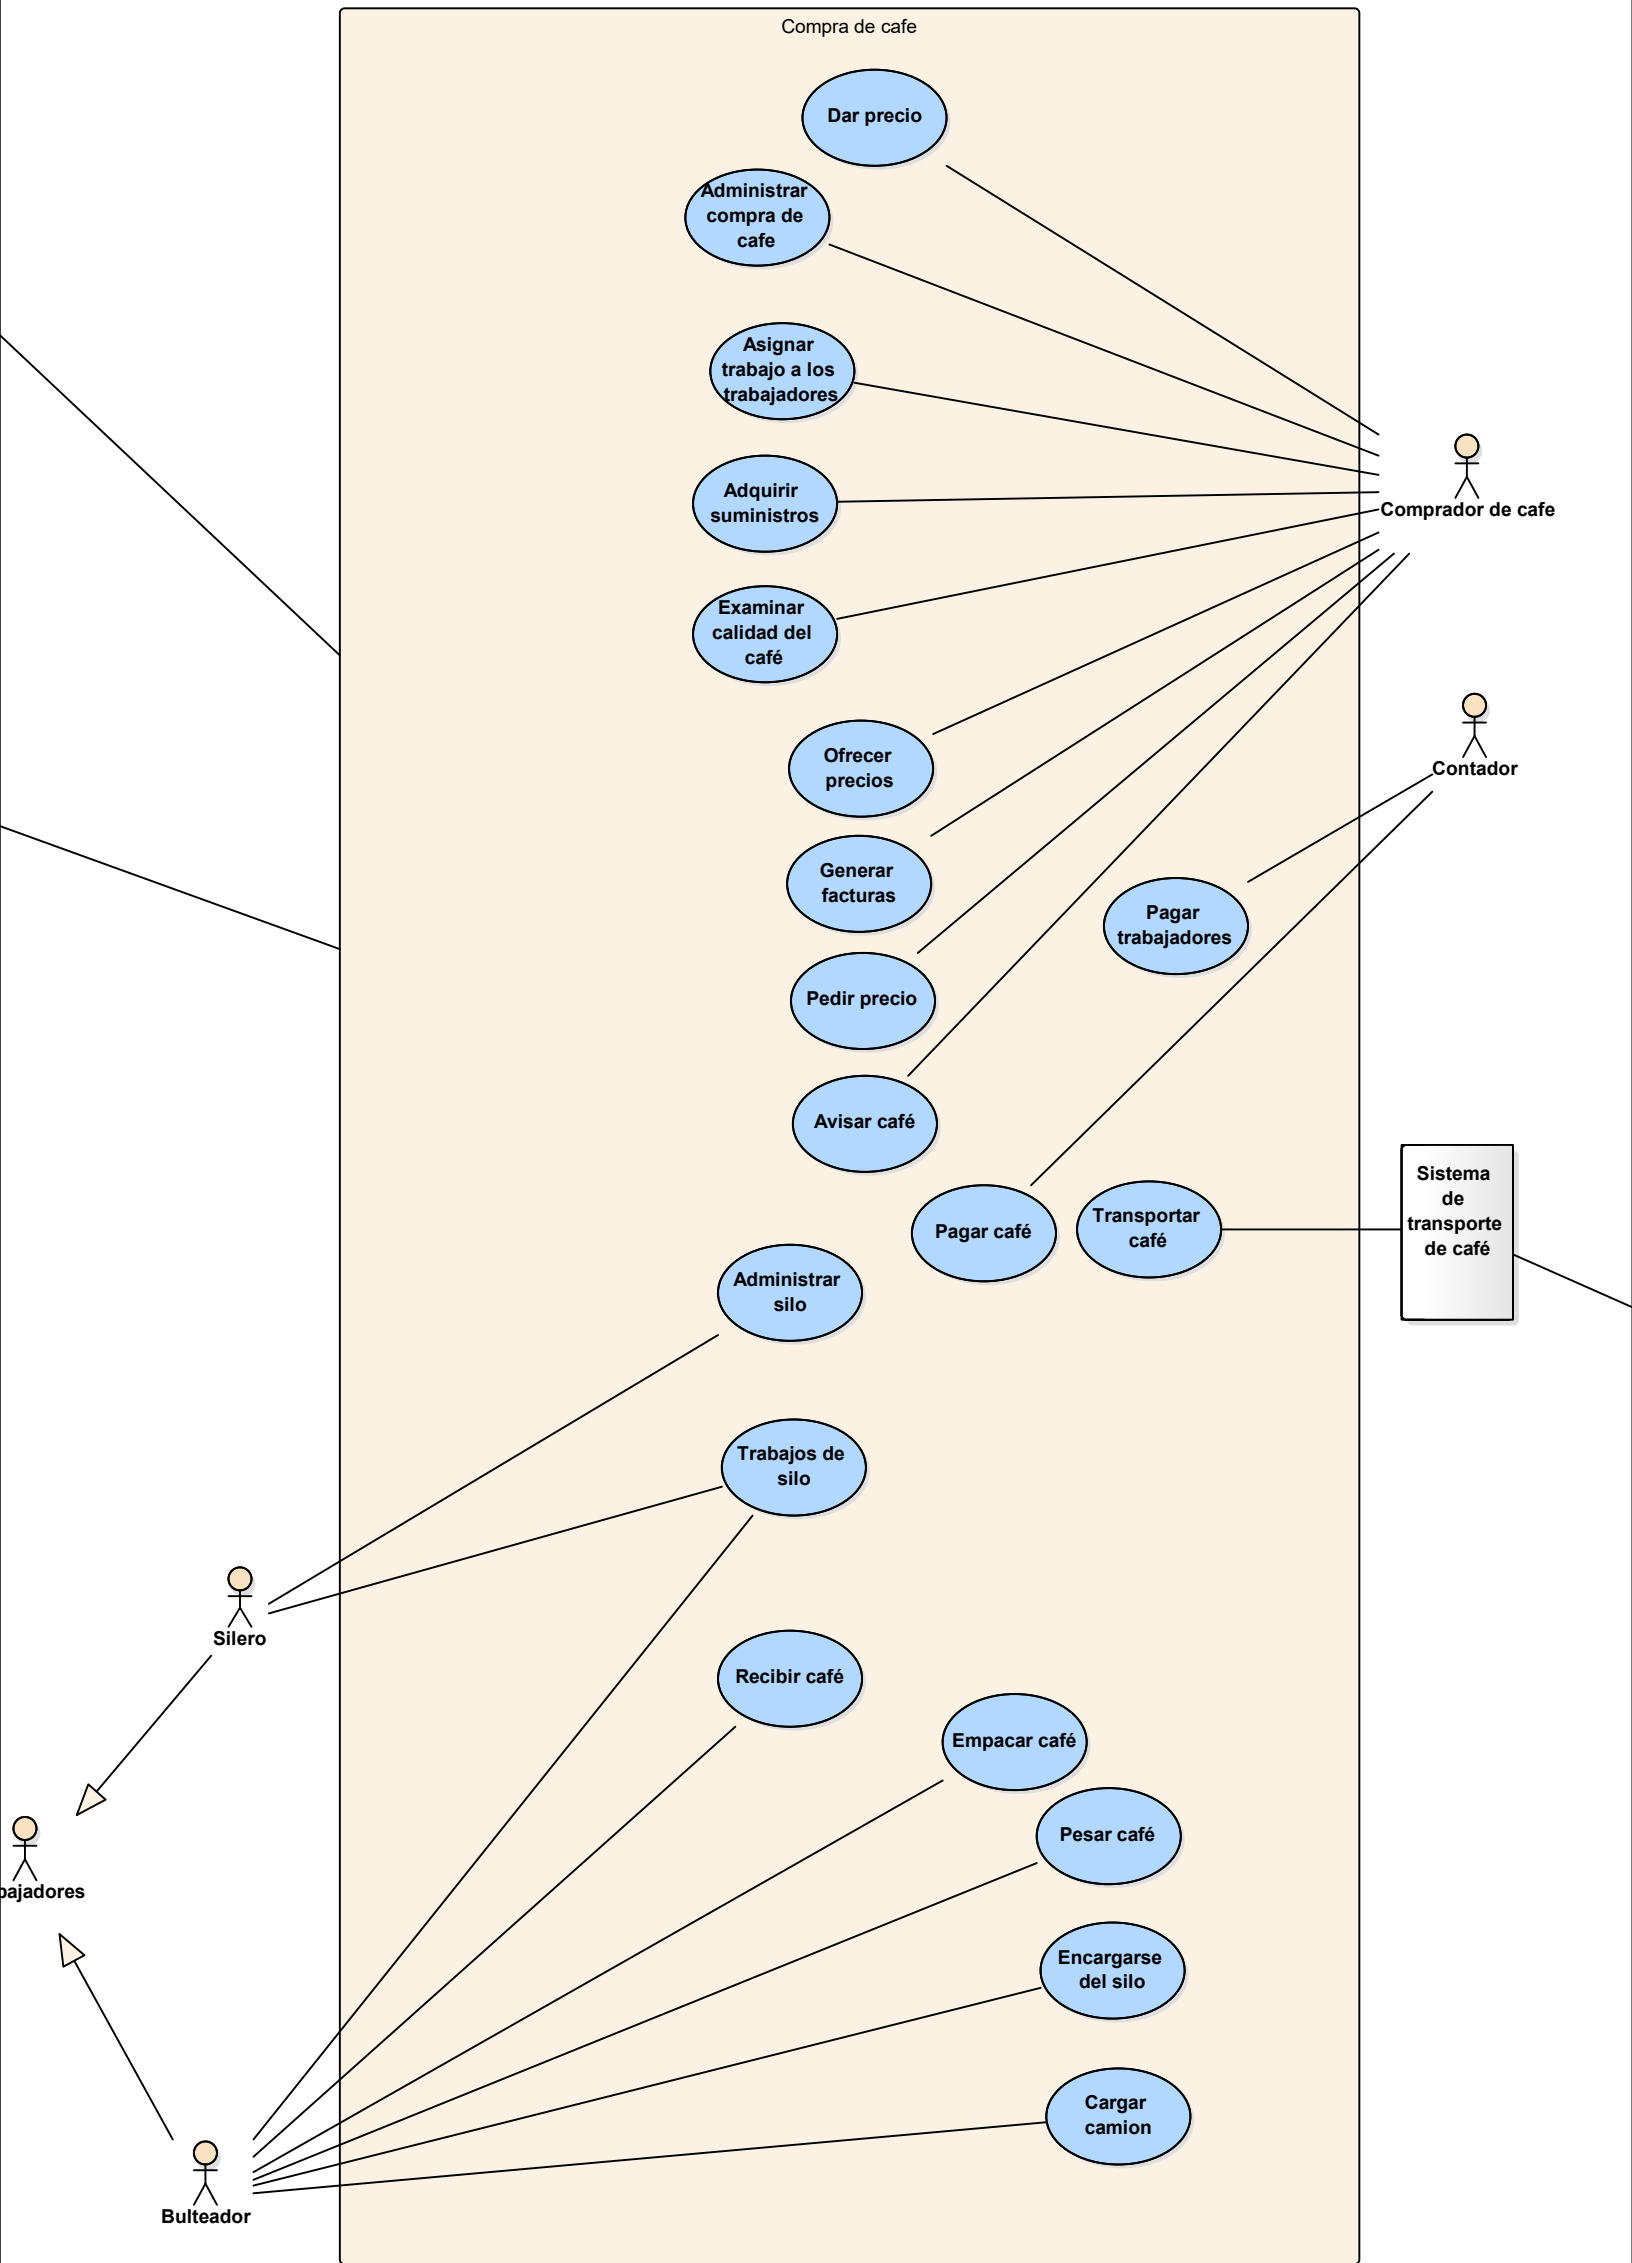 Compra de cafe
Dar precio
Administrar
compra de
cafe
Asignar
trabajo a los
trabajadores
Adquirir
suministros
Comprador de cafe
Examinar
calidad del
café
Ofrecer
precios
Contador
Generar
facturas
Pagar
trabajadores
Pedir precio
Avisar café
Pagar café
Transportar
café
Sistema
de
transporte
de café
Administrar
silo
Trabajos de
silo
Silero
Recibir café
Empacar café
Pesar café
bajadores
Encargarse
del silo
Cargar
camion
Bulteador